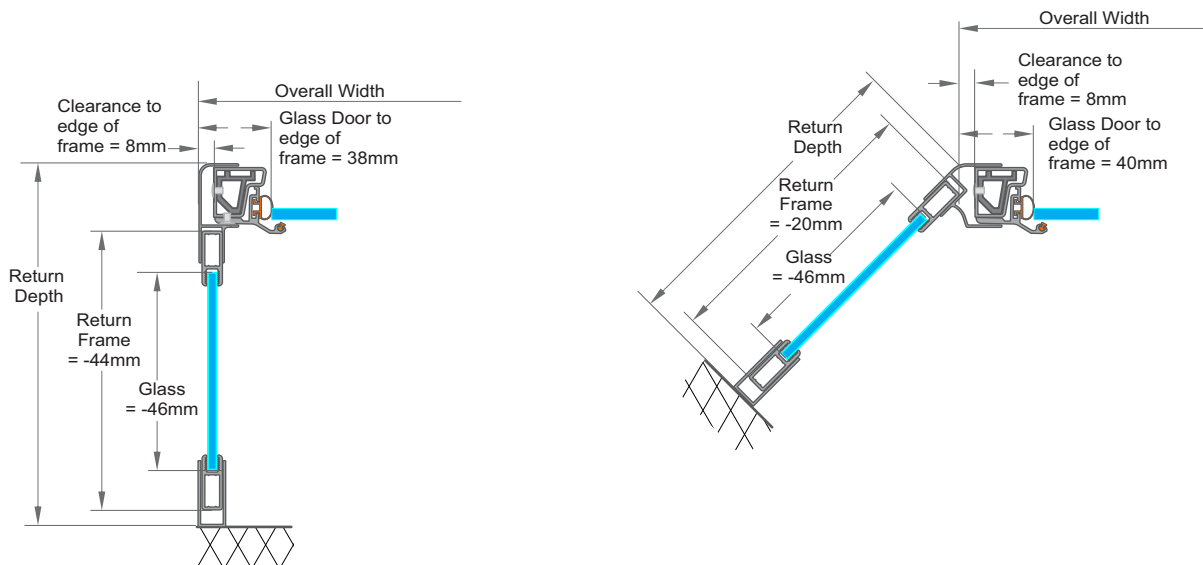 Overall Width
Clearance to
edge of
frame = 8mm
Glass Door to
edge of
frame = 38mm
Return
Depth
Return
Frame
= -44mm
Glass
= -46mm
Overall Width
Clearance to
edge of
frame = 8mm
Glass Door to
edge of
frame = 40mm
Return
Depth
Return
Frame
= -20mm
Glass
= -46mm